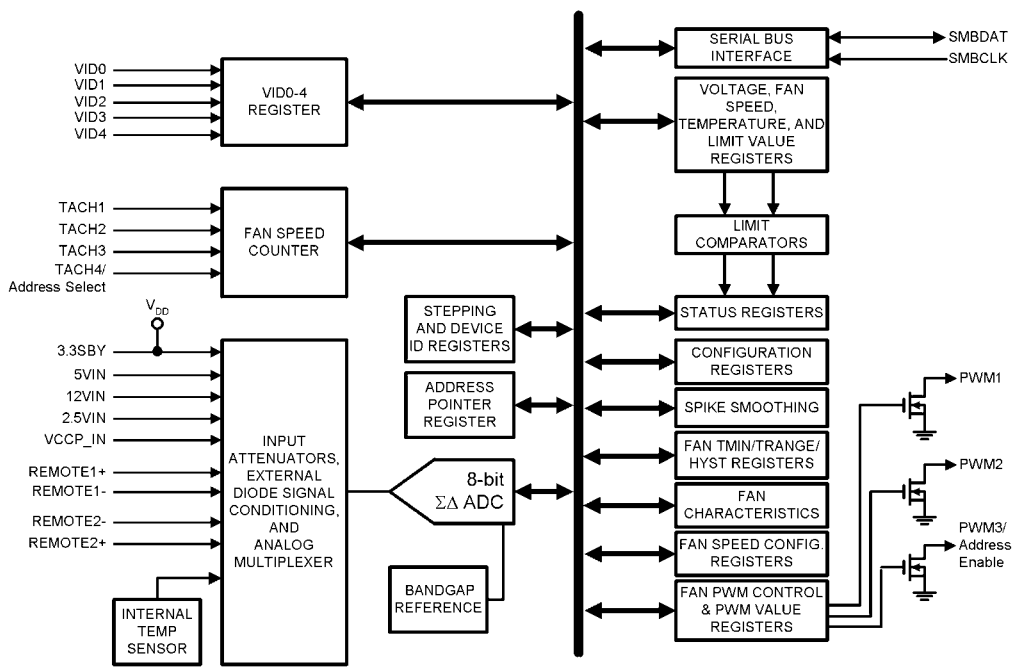 VID0
VID1
VID2
VID3
VID4
VID0-4
REGISTER
TACH1
TACH2
TACH3
TACH4/
Address Select
FAN SPEED
COUNTER
VDD
3.3SBY
5VIN
12VIN
2.5VIN
VCCP_IN
REMOTE1+
REMOTE1-
REMOTE2-
REMOTE2+
INTERNAL
TEMP
SENSOR
INPUT
ATTENUATORS,
EXTERNAL
DIODE SIGNAL
CONDITIONING,
AND
ANALOG
MULTIPLEXER
STEPPING
AND DEVICE
ID REGISTERS
ADDRESS
POINTER
REGISTER
8-bit
ΣΔ ADC
BANDGAP
REFERENCE
SERIAL BUS
INTERFACE
SMBDAT
SMBCLK
VOLTAGE, FAN
SPEED,
TEMPERATURE, AND
LIMIT VALUE
REGISTERS
LIMIT
COMPARATORS
STATUS REGISTERS
CONFIGURATION
REGISTERS
SPIKE SMOOTHING
FAN TMIN/TRANGE/
HYST REGISTERS
FAN
CHARACTERISTICS
FAN SPEED CONFIG.
REGISTERS
FAN PWM CONTROL
& PWM VALUE
REGISTERS
PWM1
PWM2
PWM3/
Address
Enable